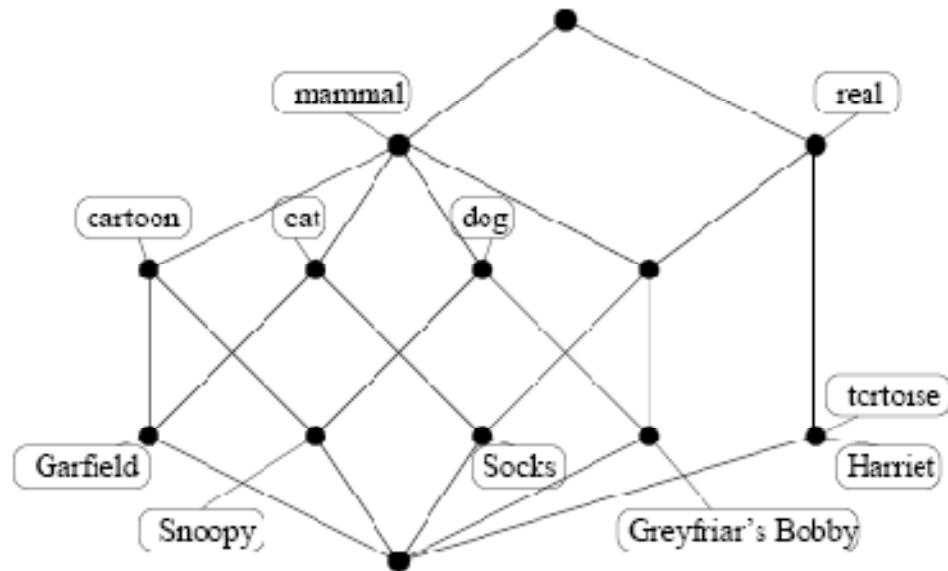 mammal
real
cartoon
cat
dog
tortoise
Garfield
Socks
Harriet
Snoopy
Greyfriar's Bobby